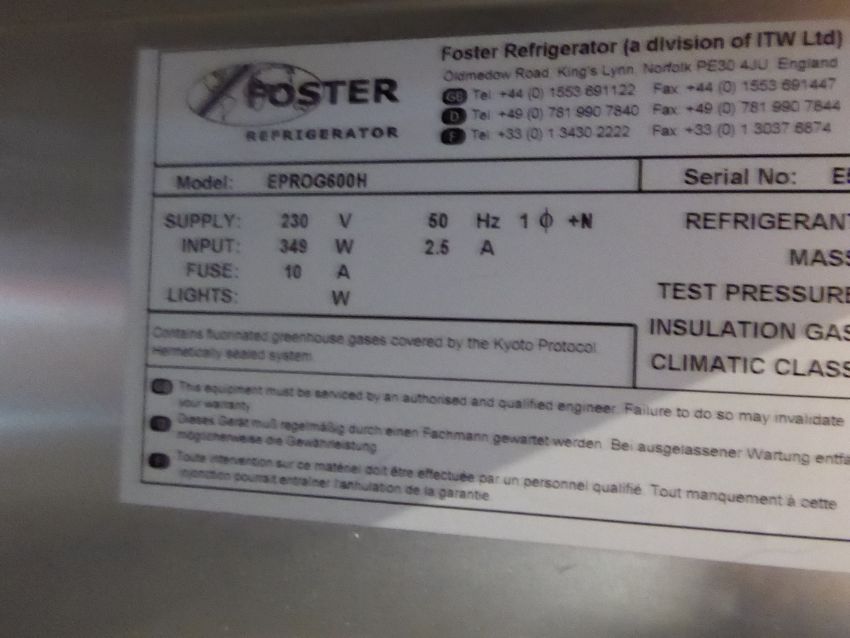 FOSTER
REFRIGERATOR
Foster Refrigerator (a division of ITW Ltd)
Oldmedow Road, King's Lynn, Norfolk PE30 4JU, England
GB Tel: +44 (0) 1553 691122 Fax: +44 (0) 1553 691447
D Tel: +49 (0) 781 990 7840 Fax: +49 (0) 781 990 7844
F Tel: +33 (0) 1 3430 2222 Fax: +33 (0) 1 3037 6874
Model: EPROG600H
Serial No: E
SUPPLY: 230 V 50 Hz 1 ϕ +N
INPUT: 349 W 2.5 A
FUSE: 10 A
LIGHTS: W
REFRIGERANT
MASS
TEST PRESSURE
INSULATION GAS
CLIMATIC CLASS
Contains fluorinated greenhouse gases covered by the Kyoto Protocol
Hermetically sealed system.
GB This equipment must be serviced by an authorised and qualified engineer. Failure to do so may invalidate
your warranty
D Dieses Gerät muß regelmäßig durch einen Fachmann gewartet werden. Bei ausgelassener Wartung entfä
möglicherweise die Gewährleistung
F Toute intervention sur ce matériel doit être effectuée par un personnel qualifié. Tout manquement à cette
injonction pourrait entraîner l'annulation de la garantie.